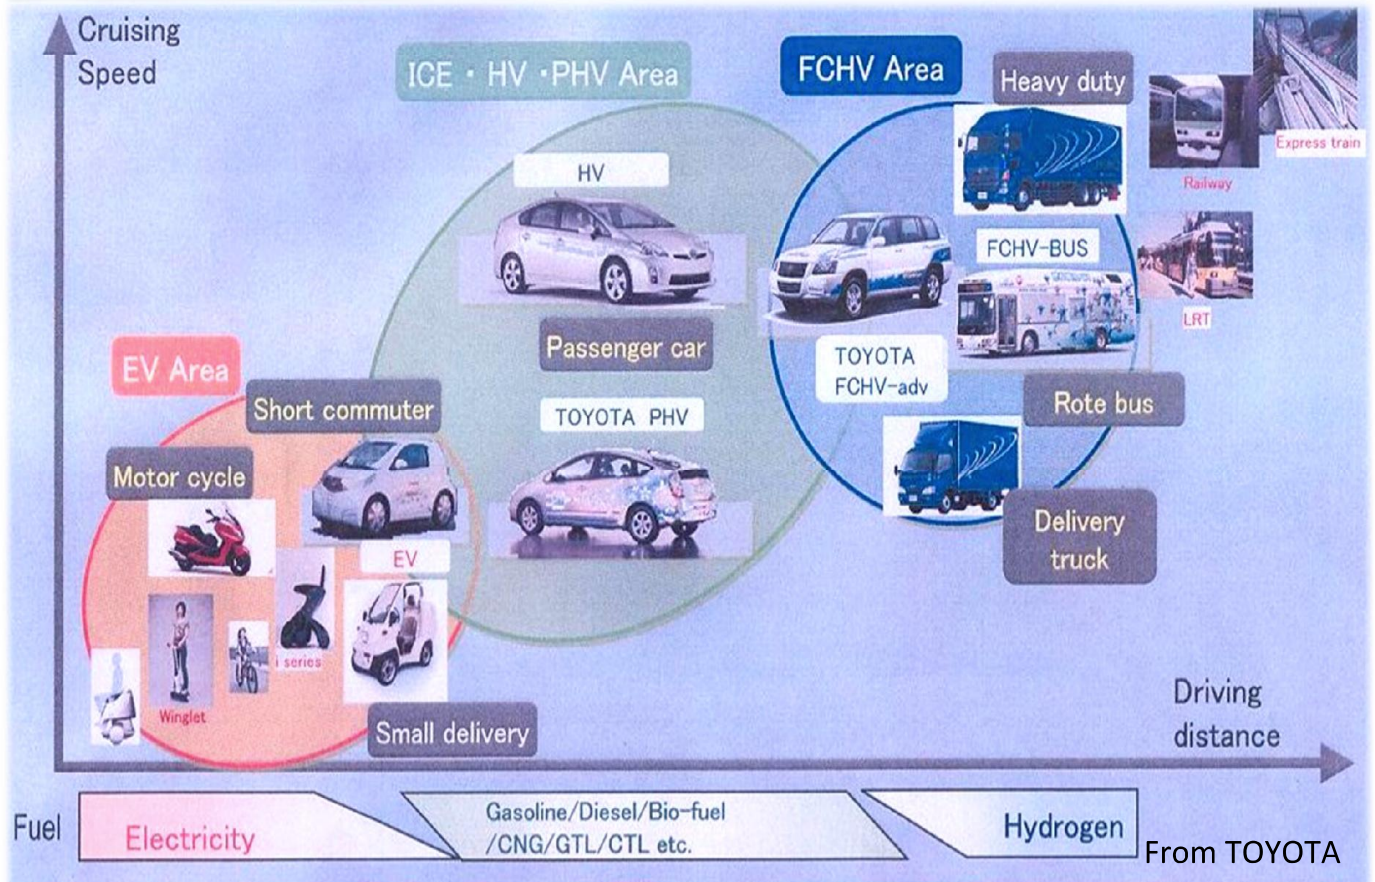 Cruising
Speed
ICE・HV・PHV Area
FCHV Area
Heavy duty
Express train
Railway
HV
FCHV-BUS
LRT
Passenger car
EV Area
TOYOTA
FCHV-adv
Short commuter
Rote bus
TOYOTA PHV
Motor cycle
Delivery
truck
EV
i series
Winglet
Small delivery
Driving
distance
Fuel
Electricity
Gasoline/Diesel/Bio-fuel
/CNG/GTL/CTL etc.
Hydrogen
From TOYOTA